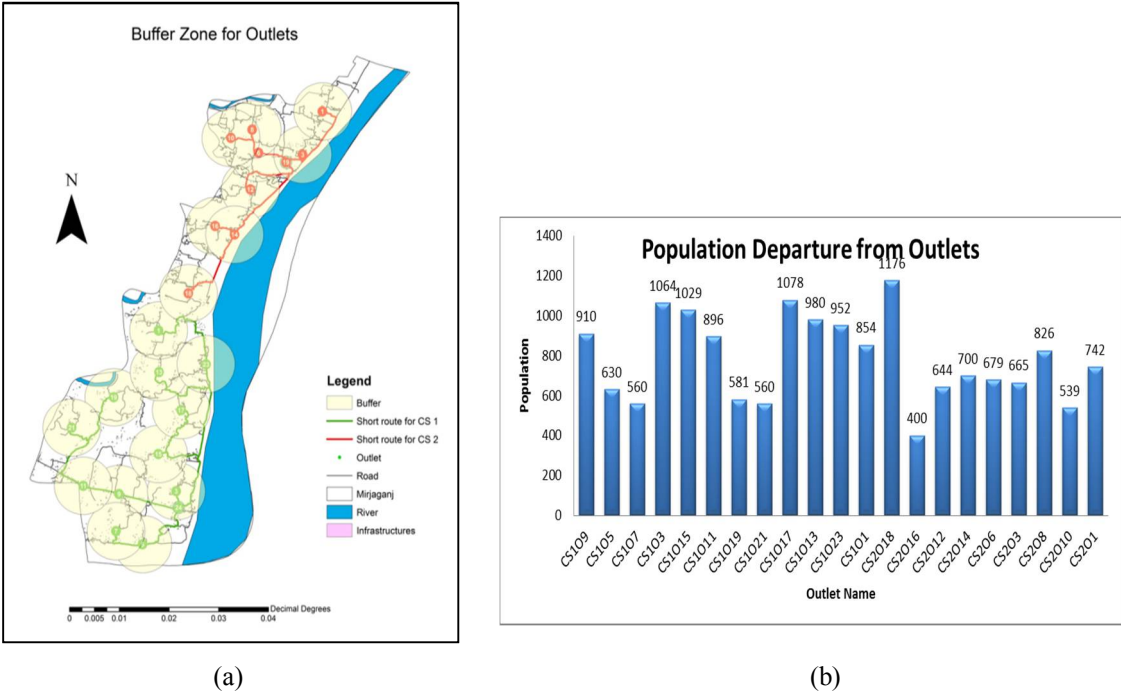 Buffer Zone for Outlets
N
Legend
Buffer
Short route for CS 1
Short route for CS 2
Outlet
Road
Mirjaganj
River
Infrastructures
Decimal Degrees
0 0.005 0.01 0.02 0.03 0.04
(a)
Population Departure from Outlets
Population
1400
1200
1000
800
600
400
200
0
910 630 560 1064 1029 896 581 560 1078 980 952 854 1176 400 644 700 679 665 826 539 742
CS1O9 CS1O5 CS1O7 CS1O3 CS1O15 CS1O11 CS1O19 CS1O21 CS1O17 CS1O13 CS1O23 CS1O1 CS2O18 CS2O16 CS2O12 CS2O14 CS2O6 CS2O3 CS2O8 CS2O10 CS2O1
Outlet Name
(b)